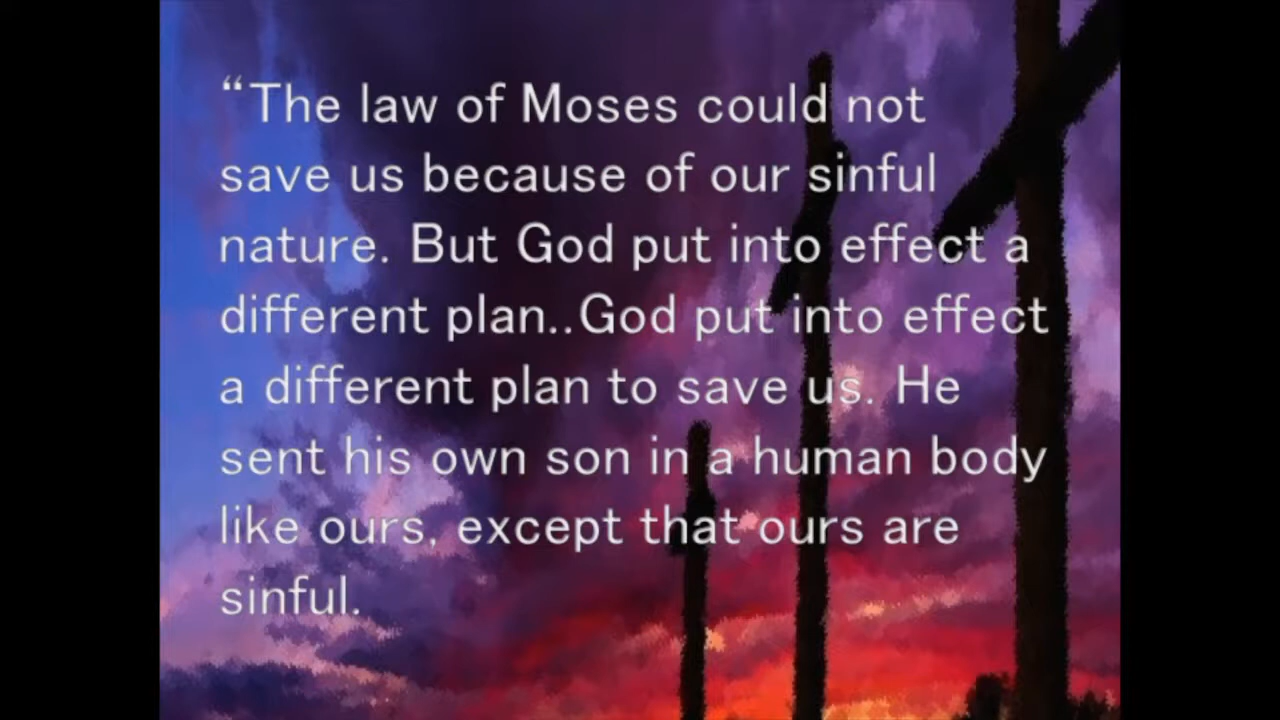 “The law of Moses could not
save us because of our sinful
nature. But God put into effect a
different plan..God put into effect
a different plan to save us. He
sent his own son in a human body
like ours, except that ours are
sinful.